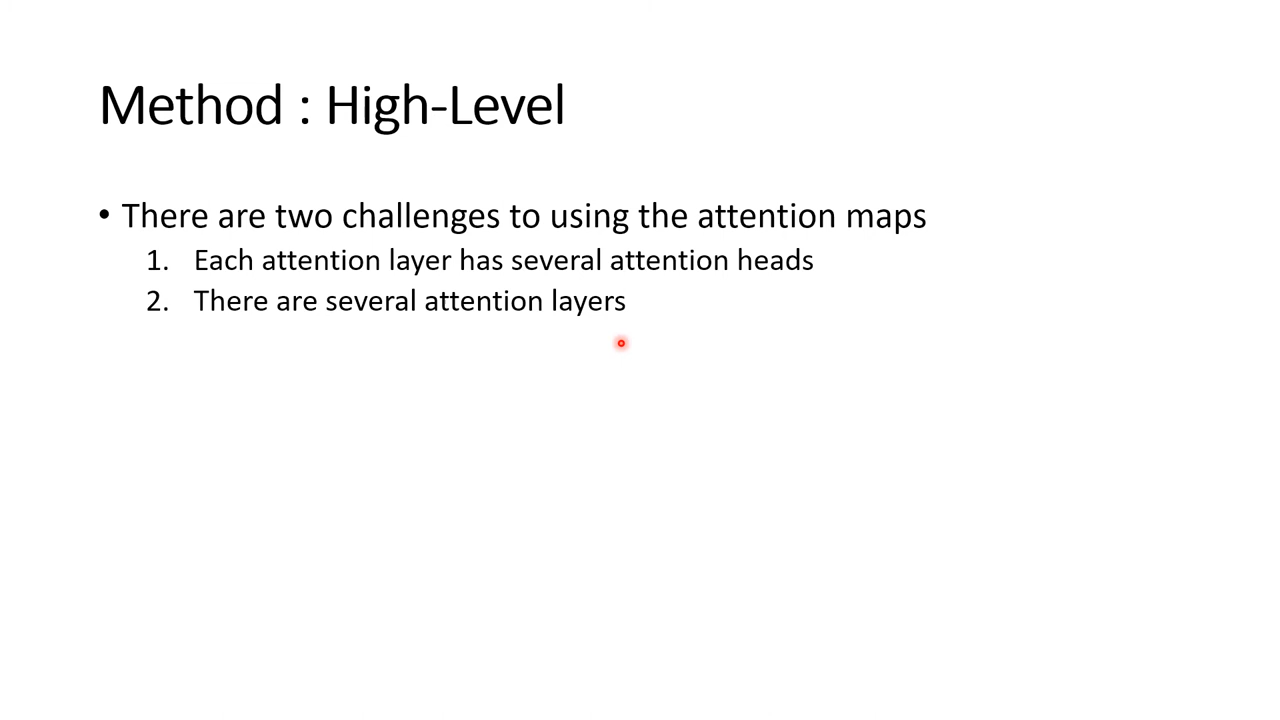 Method : High-Level
• There are two challenges to using the attention maps
1. Each attention layer has several attention heads
2. There are several attention layers